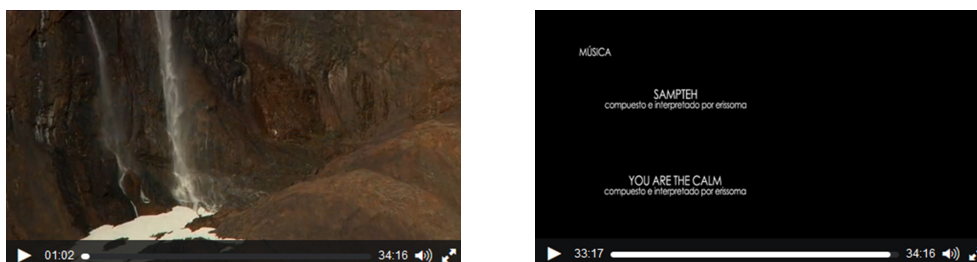 01:02 34:16
MÚSICA
SAMPTEH
compuesto e interpretado por erissoma
YOU ARE THE CALM
compuesto e interpretado por erissoma
33:17 34:16